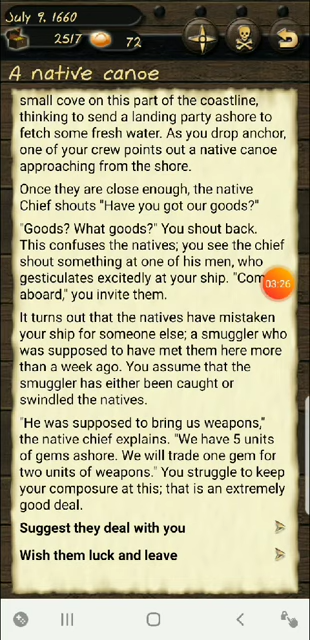 July 9, 1660
2517
72
A native canoe
small cove on this part of the coastline,
thinking to send a landing party ashore to
fetch some fresh water. As you drop anchor,
one of your crew points out a native canoe
approaching from the shore.
Once they are close enough, the native
Chief shouts "Have you got our goods?"
"Goods? What goods?" You shout back.
This confuses the natives; you see the chief
shout something at one of his men, who
gesticulates excitedly at your ship. "Com
03:26
aboard," you invite them.
It turns out that the natives have mistaken
your ship for someone else; a smuggler who
was supposed to have met them here more
than a week ago. You assume that the
smuggler has either been caught or
swindled the natives.
"He was supposed to bring us weapons,"
the native chief explains. "We have 5 units
of gems ashore. We will trade one gem for
two units of weapons." You struggle to keep
your composure at this; that is an extremely
good deal.
Suggest they deal with you
Wish them luck and leave